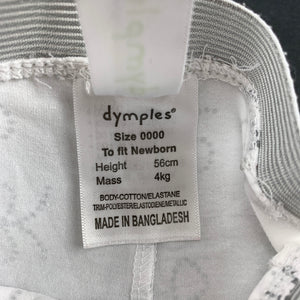 dymples®
Size 0000
To fit Newborn
Height 56cm
Mass 4kg
BODY-COTTON/ELASTANE
TRIM-POLYESTER/ELASTODIENE/METALLIC
MADE IN BANGLADESH